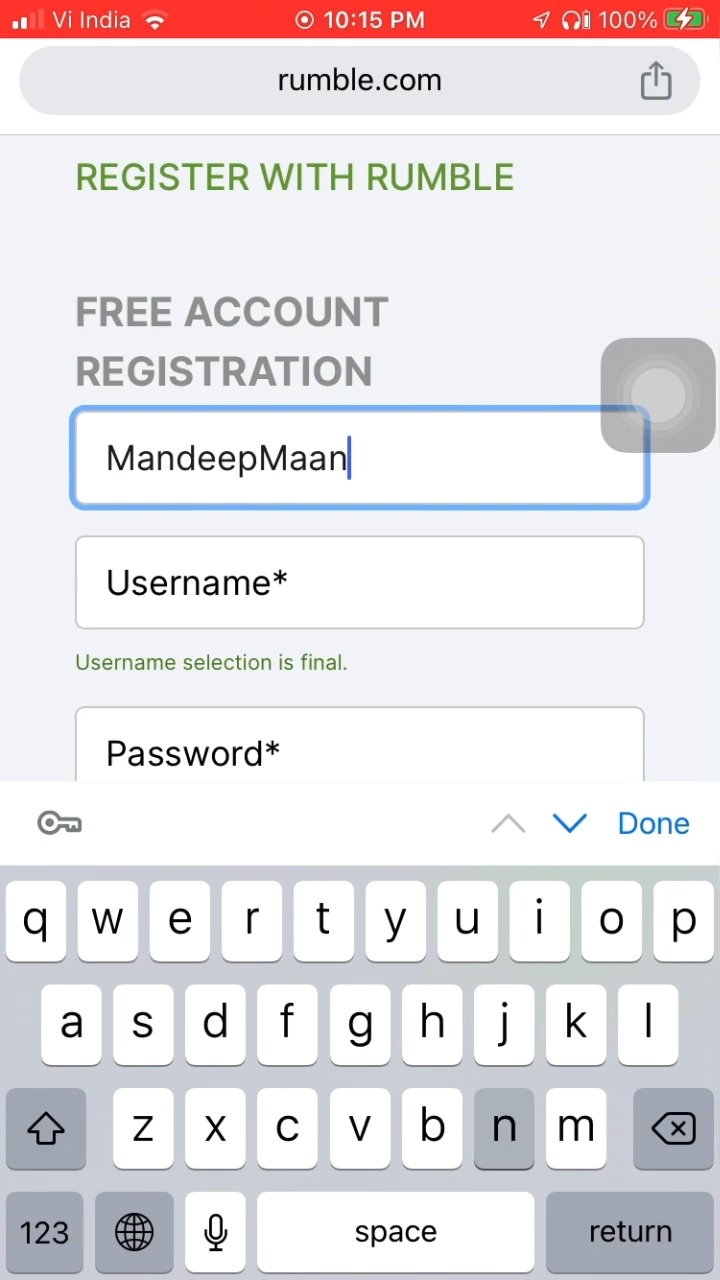 Vi India 10:15 PM 100%
rumble.com
REGISTER WITH RUMBLE
FREE ACCOUNT
REGISTRATION
MandeepMaan
Username*
Username selection is final.
Password*
Done
q w e r t y u i o p
a s d f g h j k l
z x c v b n m
123 space return